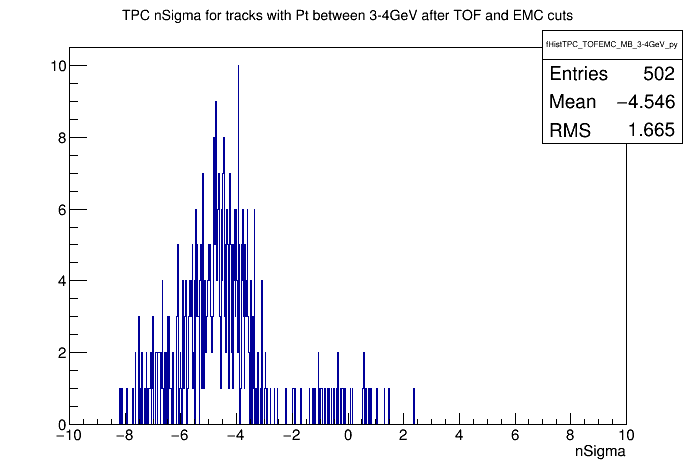 TPC nSigma for tracks with Pt between 3-4GeV after TOF and EMC cuts
fHistTPC_TOFEMC_MB_3-4GeV_py
Entries 502
Mean −4.546
RMS 1.665
10
8
6
4
2
0
−10 −8 −6 −4 −2 0 2 4 6 8 10
nSigma